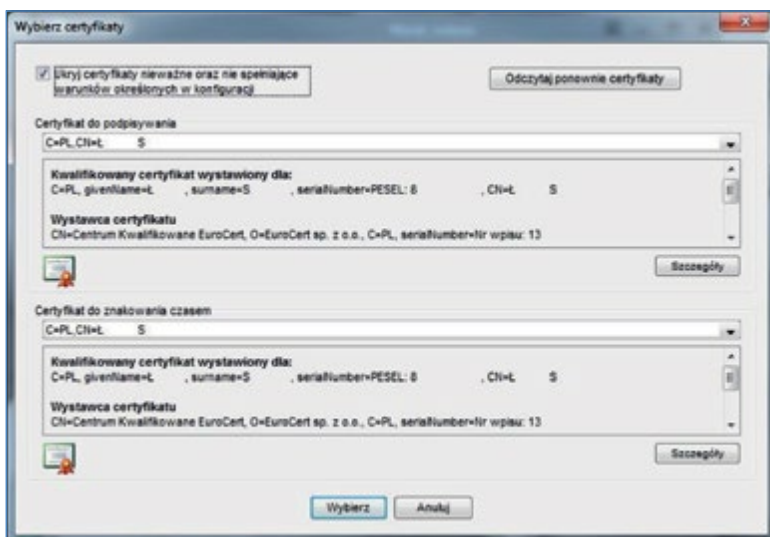 Wybierz certyfikaty
Ukryj certyfikaty nieważne oraz nie spełniające
warunków określonych w konfiguracji
Odczytaj ponownie certyfikaty
Certyfikat do podpisywania
C=PL,CN=Ł S
Kwalifikowany certyfikat wystawiony dla:
C=PL, givenName=Ł , surname=S , serialNumber=PESEL: 8 , CN=Ł S
Wystawca certyfikatu
CN=Centrum Kwalifikowane EuroCert, O=EuroCert sp. z o.o., C=PL, serialNumber=Nr wpisu: 13
Szczegóły
Certyfikat do znakowania czasem
C=PL,CN=Ł S
Kwalifikowany certyfikat wystawiony dla:
C=PL, givenName=Ł , surname=S , serialNumber=PESEL: 8 , CN=Ł S
Wystawca certyfikatu
CN=Centrum Kwalifikowane EuroCert, O=EuroCert sp. z o.o., C=PL, serialNumber=Nr wpisu: 13
Szczegóły
Wybierz
Anuluj